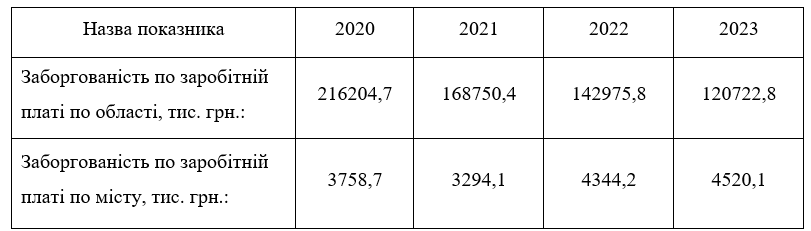 Назва показника 2020 2021 2022 2023
Заборгованість по заробітній
платі по області, тис. грн.: 216204,7 168750,4 142975,8 120722,8
Заборгованість по заробітній
платі по місту, тис. грн.: 3758,7 3294,1 4344,2 4520,1